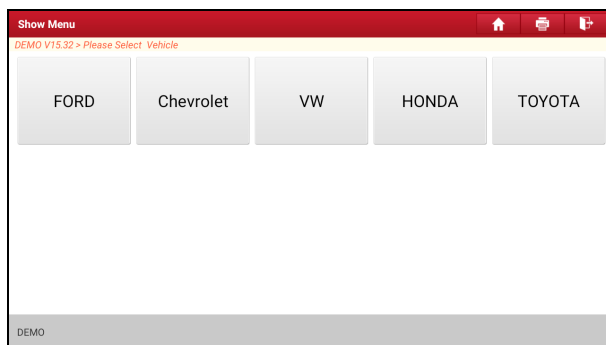 Show Menu
DEMO V15.32 > Please Select Vehicle
FORD Chevrolet VW HONDA TOYOTA
DEMO